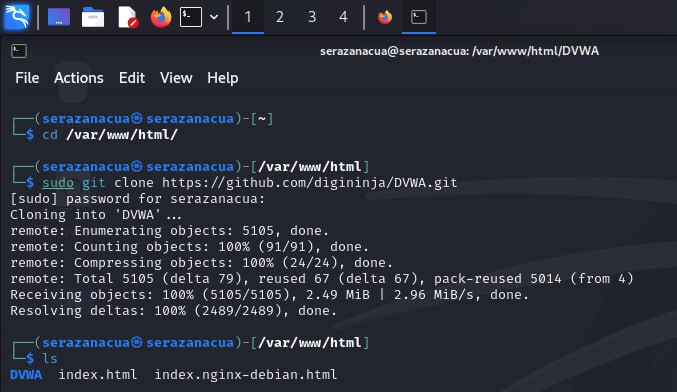 1 2 3 4
serazanacua@serazanacua: /var/www/html/DVWA
File Actions Edit View Help
┌──(serazanacua㉿serazanacua)-[~]
└─$ cd /var/www/html/
┌──(serazanacua㉿serazanacua)-[/var/www/html]
└─$ sudo git clone https://github.com/digininja/DVWA.git
[sudo] password for serazanacua:
Cloning into 'DVWA'...
remote: Enumerating objects: 5105, done.
remote: Counting objects: 100% (91/91), done.
remote: Compressing objects: 100% (24/24), done.
remote: Total 5105 (delta 79), reused 67 (delta 67), pack-reused 5014 (from 4)
Receiving objects: 100% (5105/5105), 2.49 MiB | 2.96 MiB/s, done.
Resolving deltas: 100% (2489/2489), done.
┌──(serazanacua㉿serazanacua)-[/var/www/html]
└─$ ls
DVWA index.html index.nginx-debian.html